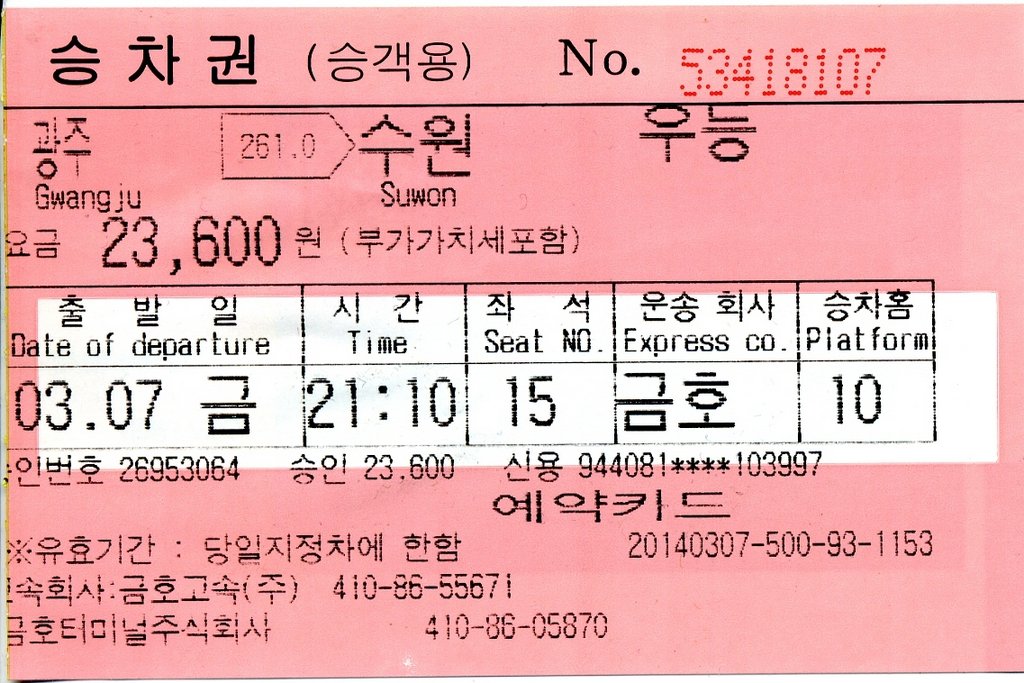 승차권 (승객용) No. 53418107
광주 261.0 수원 우등
Gwangju Suwon
요금 23,600 원 (부가가치세포함)
출 발 일 시 간 좌 석 운송 회사 승차홈
Date of departure Time Seat NO. Express co. Platform
03.07 금 21:10 15 금호 10
승인번호 26953064 승인 23,600 신용 944081****103997
예약카드
※유효기간 : 당일지정차에 한함 20140307-500-93-1153
고속회사:금호고속(주) 410-86-55671
금호터미널주식회사 410-86-05870